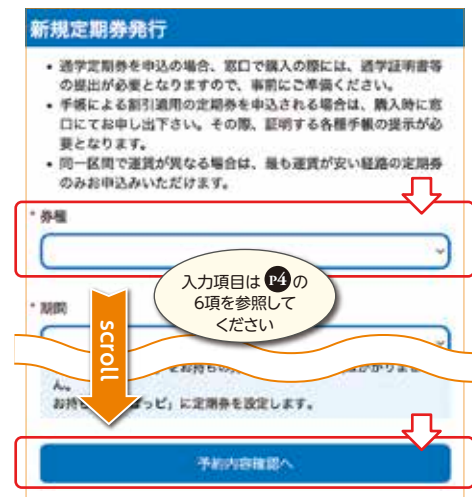 新規定期券発行
• 通学定期券を申込の場合、窓口で購入の際には、通学証明書等
の提出が必要となりますので、事前にご準備ください。
• 手帳による割引適用の定期券を申込される場合は、購入時に窓
口にてお申し出下さい。その際、証明する各種手帳の提示が必
要となります。
• 同一区間で運賃が異なる場合は、最も運賃が安い経路の定期券
のみお申込みいただけます。
* 券種
入力項目は P4 の
6項を参照して
ください
* 期間
scroll
をお持ちの
ん。
お持ち
っピ」に定期券を設定します。
予約内容確認へ